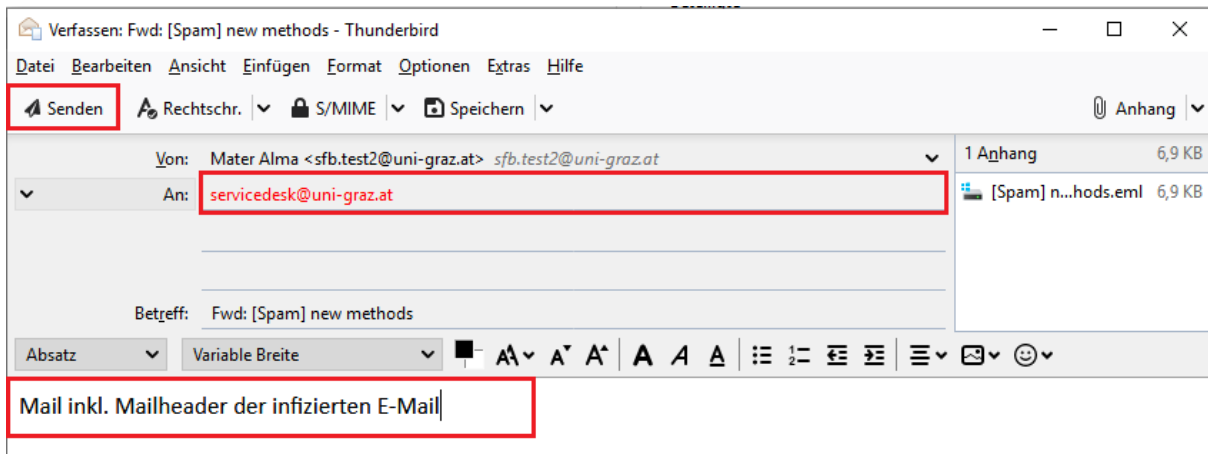 Verfassen: Fwd: [Spam] new methods - Thunderbird
Datei Bearbeiten Ansicht Einfügen Format Optionen Extras Hilfe
Senden Rechtschr. S/MIME Speichern Anhang
Von: Mater Alma <sfb.test2@uni-graz.at> sfb.test2@uni-graz.at
1 Anhang 6,9 KB
An: servicedesk@uni-graz.at
[Spam] n...hods.eml 6,9 KB
Betreff: Fwd: [Spam] new methods
Absatz Variable Breite
Mail inkl. Mailheader der infizierten E-Mail